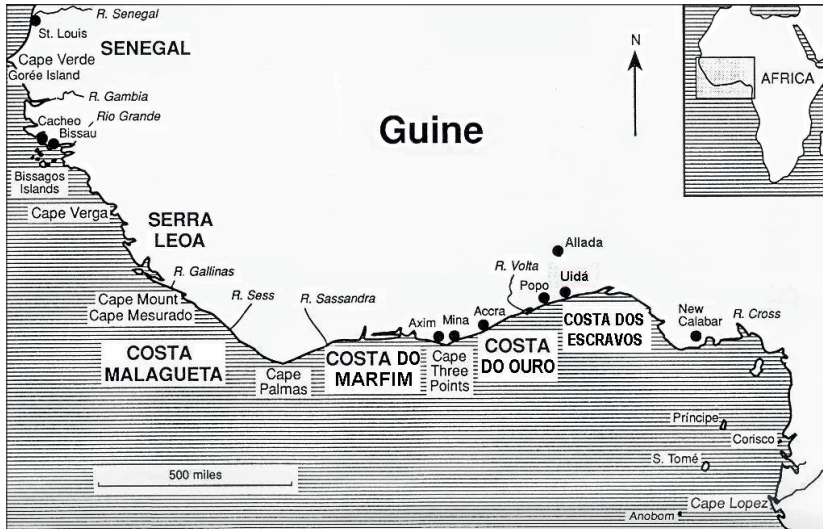 R. Senegal
St. Louis
SENEGAL
Cape Verde
Gorée Island
R. Gambia
Rio Grande
Cacheo
Bissau
Bissagos
Islands
Cape Verga
SERRA
LEOA
R. Gallinas
Cape Mount
Cape Mesurado
R. Sess
COSTA
MALAGUETA
Cape
Palmas
R. Sassandra
COSTA DO
MARFIM
Axim
Mina
Cape
Three
Points
Accra
COSTA
DO OURO
R. Volta
Popo
Uidá
Allada
COSTA DOS
ESCRAVOS
New
Calabar
R. Cross
Príncipe
Corisco
S. Tomé
Cape Lopez
Anobom
Guine
N
AFRICA
500 miles